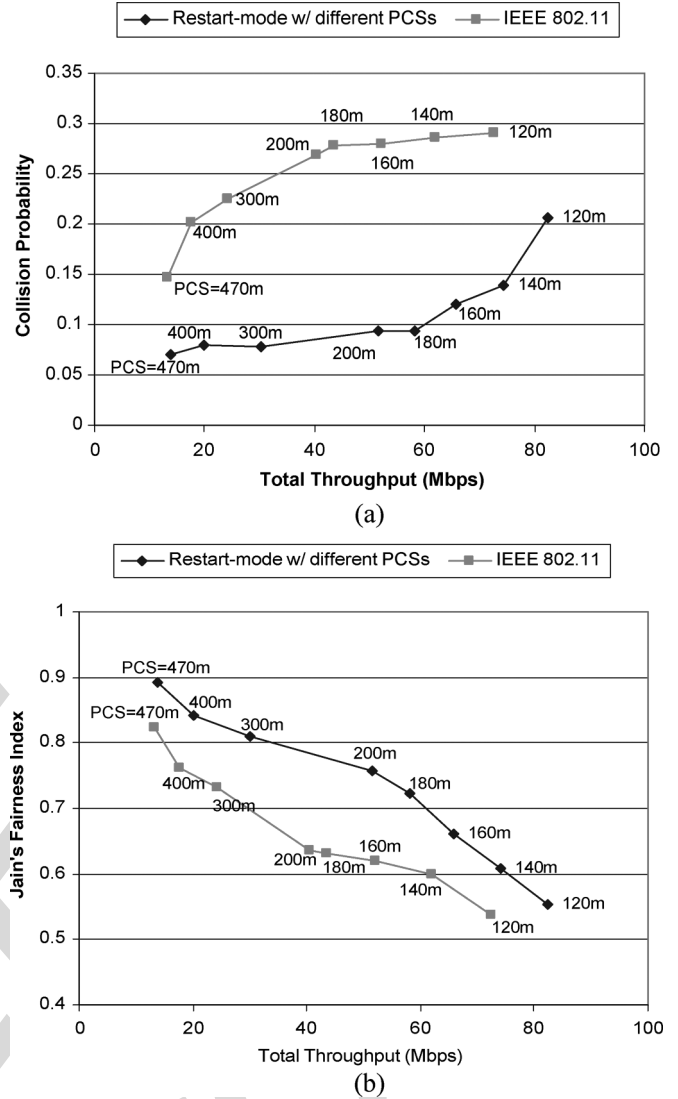 Restart-mode w/ different PCSs IEEE 802.11
0.35
0.3
0.25
0.2
0.15
0.1
0.05
0
Collision Probability
180m 140m
200m 120m
160m
300m
400m
120m
PCS=470m
140m
160m
400m 300m
200m 180m
PCS=470m
0 20 40 60 80 100
Total Throughput (Mbps)
(a)
Restart-mode w/ different PCSs IEEE 802.11
1
0.9
0.8
0.7
0.6
0.5
0.4
Jain's Fairness Index
PCS=470m
PCS=470m 400m
300m
200m
400m 180m
300m
160m 160m
200m 180m 140m
140m
120m
120m
0 20 40 60 80 100
Total Throughput (Mbps)
(b)